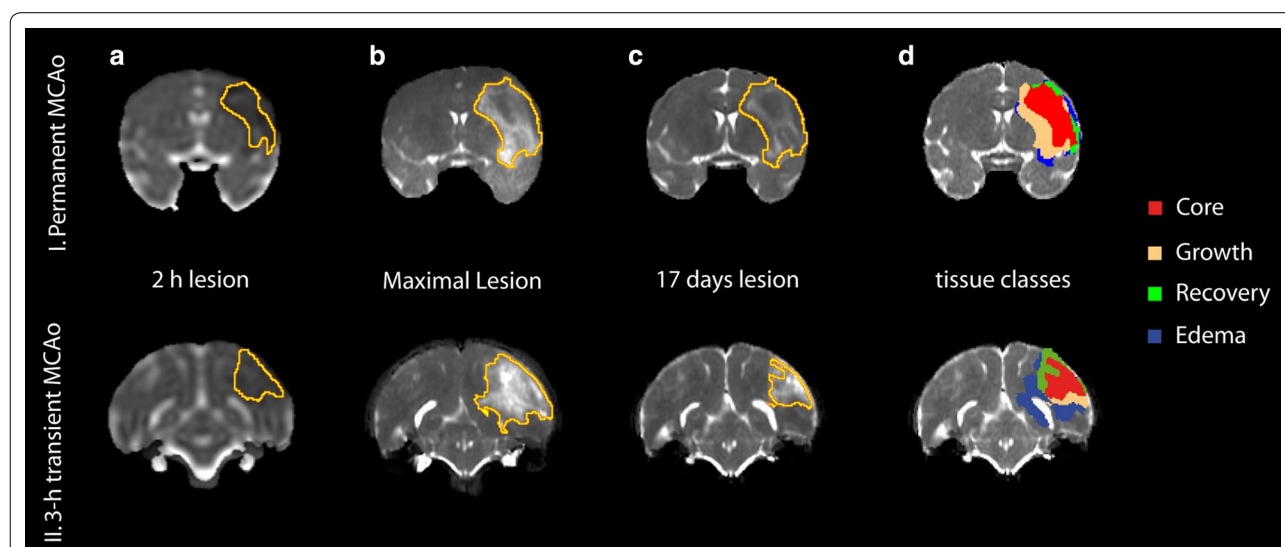 a
b
c
d
I. Permanent MCAo
2 h lesion
Maximal Lesion
17 days lesion
tissue classes
Core
Growth
Recovery
Edema
II. 3-h transient MCAo